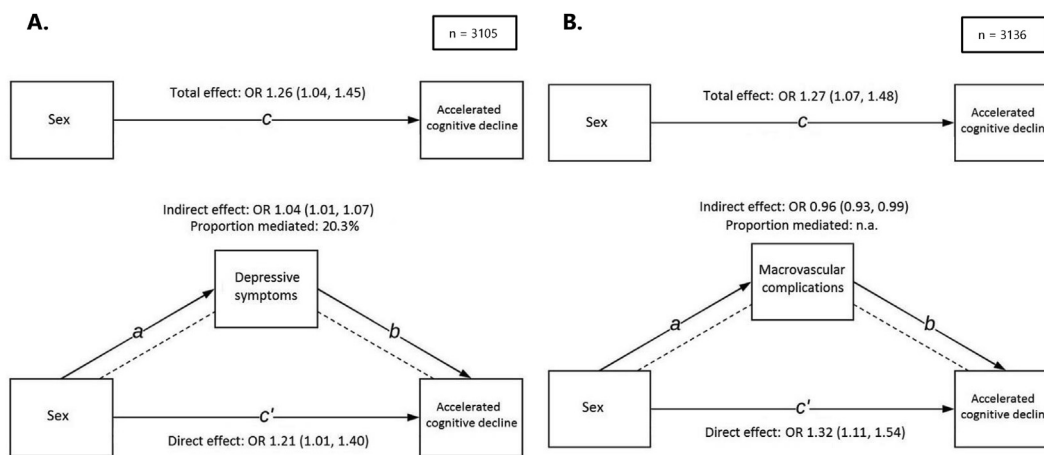 A.
n = 3105
Total effect: OR 1.26 (1.04, 1.45)
Sex
c
Accelerated
cognitive decline
Indirect effect: OR 1.04 (1.01, 1.07)
Proportion mediated: 20.3%
Depressive
symptoms
a
b
Sex
c'
Accelerated
cognitive decline
Direct effect: OR 1.21 (1.01, 1.40)
B.
n = 3136
Total effect: OR 1.27 (1.07, 1.48)
Sex
c
Accelerated
cognitive decline
Indirect effect: OR 0.96 (0.93, 0.99)
Proportion mediated: n.a.
Macrovascular
complications
a
b
Sex
c'
Accelerated
cognitive decline
Direct effect: OR 1.32 (1.11, 1.54)